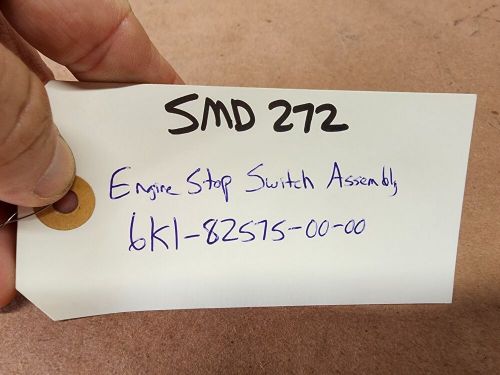 SMD 272
Engine Stop Switch Assembly
6K1-82575-00-00